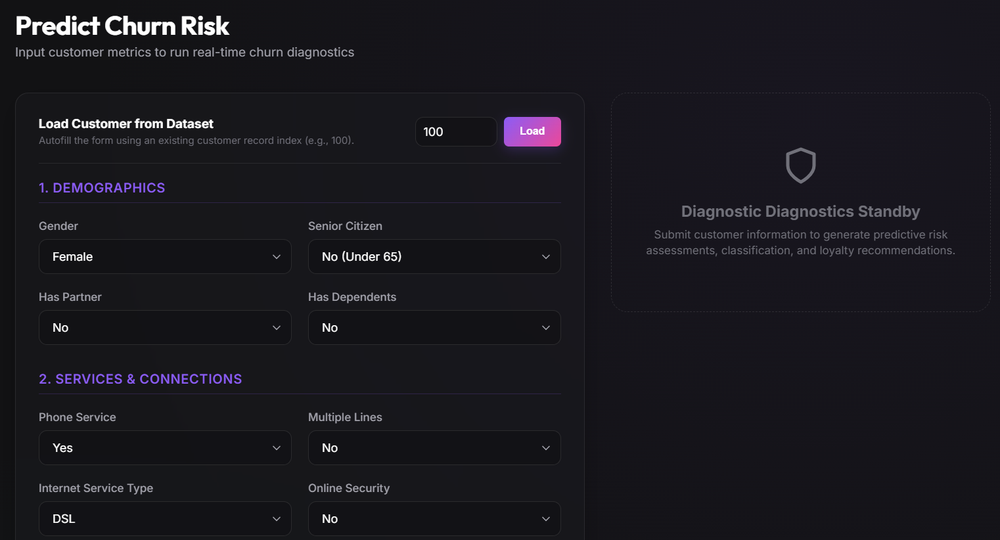 Predict Churn Risk
Input customer metrics to run real-time churn diagnostics
Load Customer from Dataset
Autofill the form using an existing customer record index (e.g., 100).
100
Load
1. DEMOGRAPHICS
Gender
Senior Citizen
Female
No (Under 65)
Has Partner
Has Dependents
No
No
2. SERVICES & CONNECTIONS
Phone Service
Multiple Lines
Yes
No
Internet Service Type
Online Security
DSL
No
Diagnostic Diagnostics Standby
Submit customer information to generate predictive risk
assessments, classification, and loyalty recommendations.